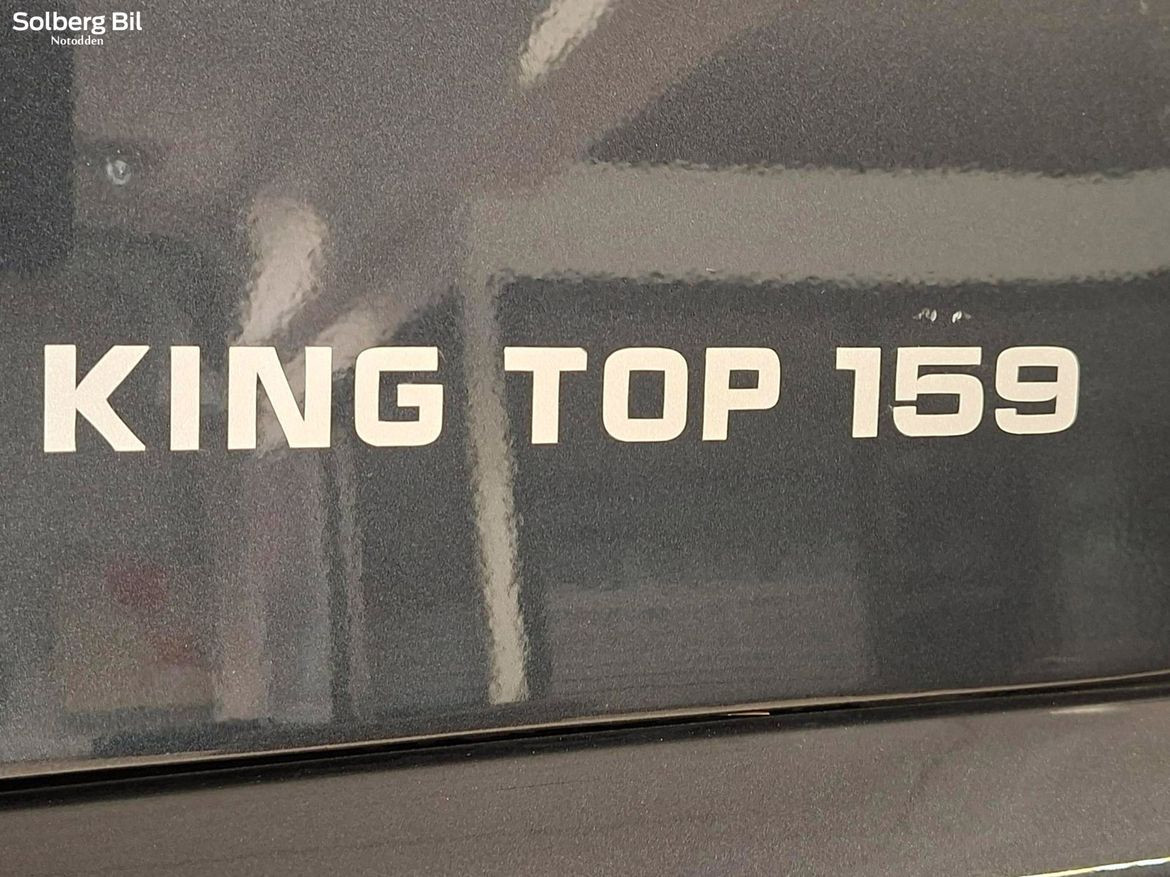 Solberg Bil
Notodden
KING TOP 159